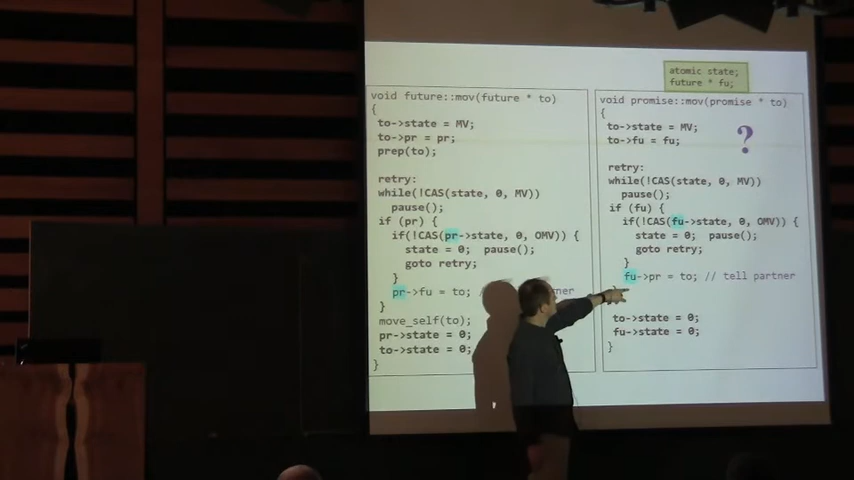 atomic state;
future * fu;
void future::mov(future * to)
{
to->state = MV;
to->pr = pr;
prep(to);
retry:
while(!CAS(state, 0, MV))
pause();
if (pr) {
if(!CAS(pr->state, 0, OMV)) {
state = 0; pause();
goto retry;
}
pr->fu = to;
}
move_self(to);
pr->state = 0;
to->state = 0;
}
void promise::mov(promise * to)
{
to->state = MV;
to->fu = fu;
?
retry:
while(!CAS(state, 0, MV))
pause();
if (fu) {
if(!CAS(fu->state, 0, OMV)) {
state = 0; pause();
goto retry;
}
fu->pr = to; // tell partner
to->state = 0;
fu->state = 0;
}